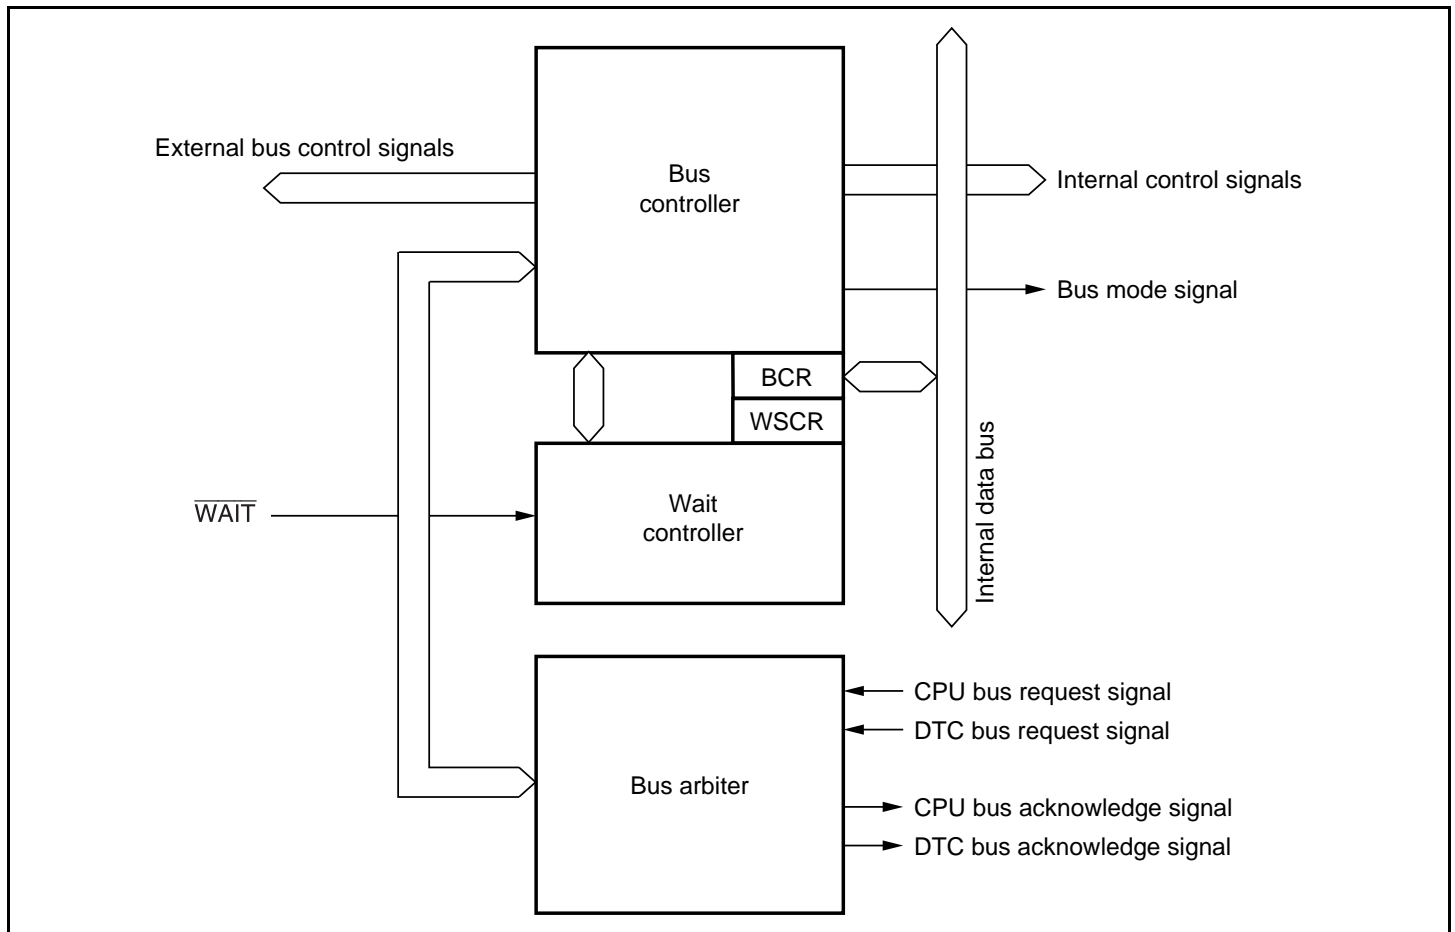 External bus control signals
Bus
controller
Internal control signals
Bus mode signal
BCR
WSCR
Internal data bus
WAIT
Wait
controller
Bus arbiter
CPU bus request signal
DTC bus request signal
CPU bus acknowledge signal
DTC bus acknowledge signal